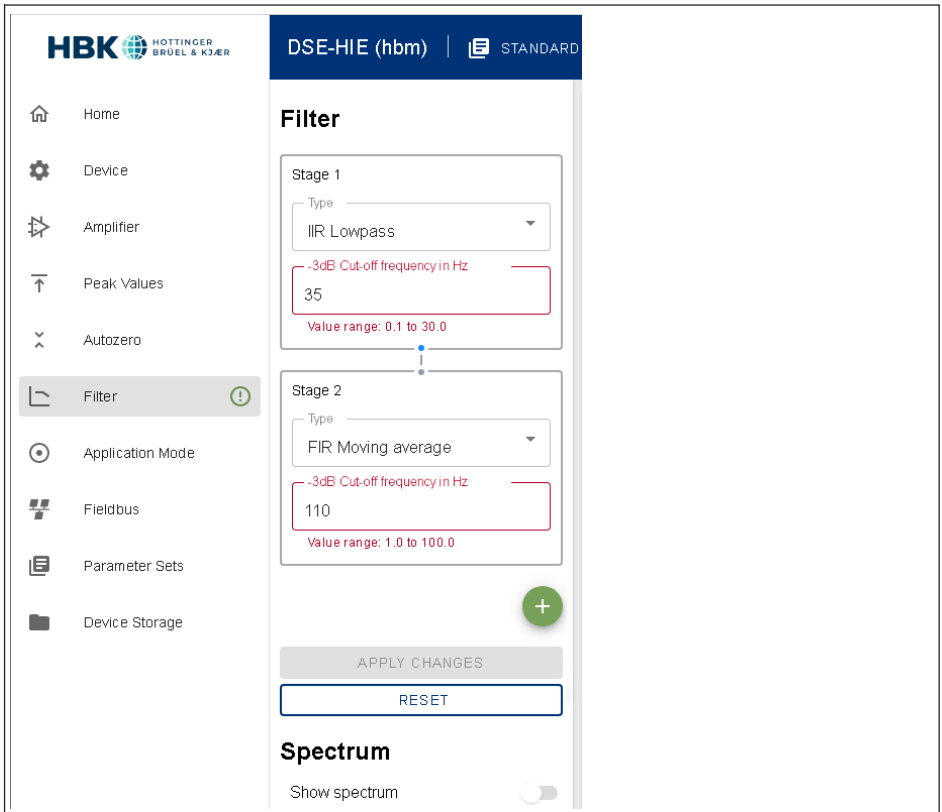 HBK HOTTINGER BRÜEL & KJÆR
DSE-HIE (hbm) STANDARD
Home
Device
Amplifier
Peak Values
Autozero
Filter
Application Mode
Fieldbus
Parameter Sets
Device Storage
Filter
Stage 1
Type
IIR Lowpass
-3dB Cut-off frequency in Hz
35
Value range: 0.1 to 30.0
Stage 2
Type
FIR Moving average
-3dB Cut-off frequency in Hz
110
Value range: 1.0 to 100.0
+
APPLY CHANGES
RESET
Spectrum
Show spectrum